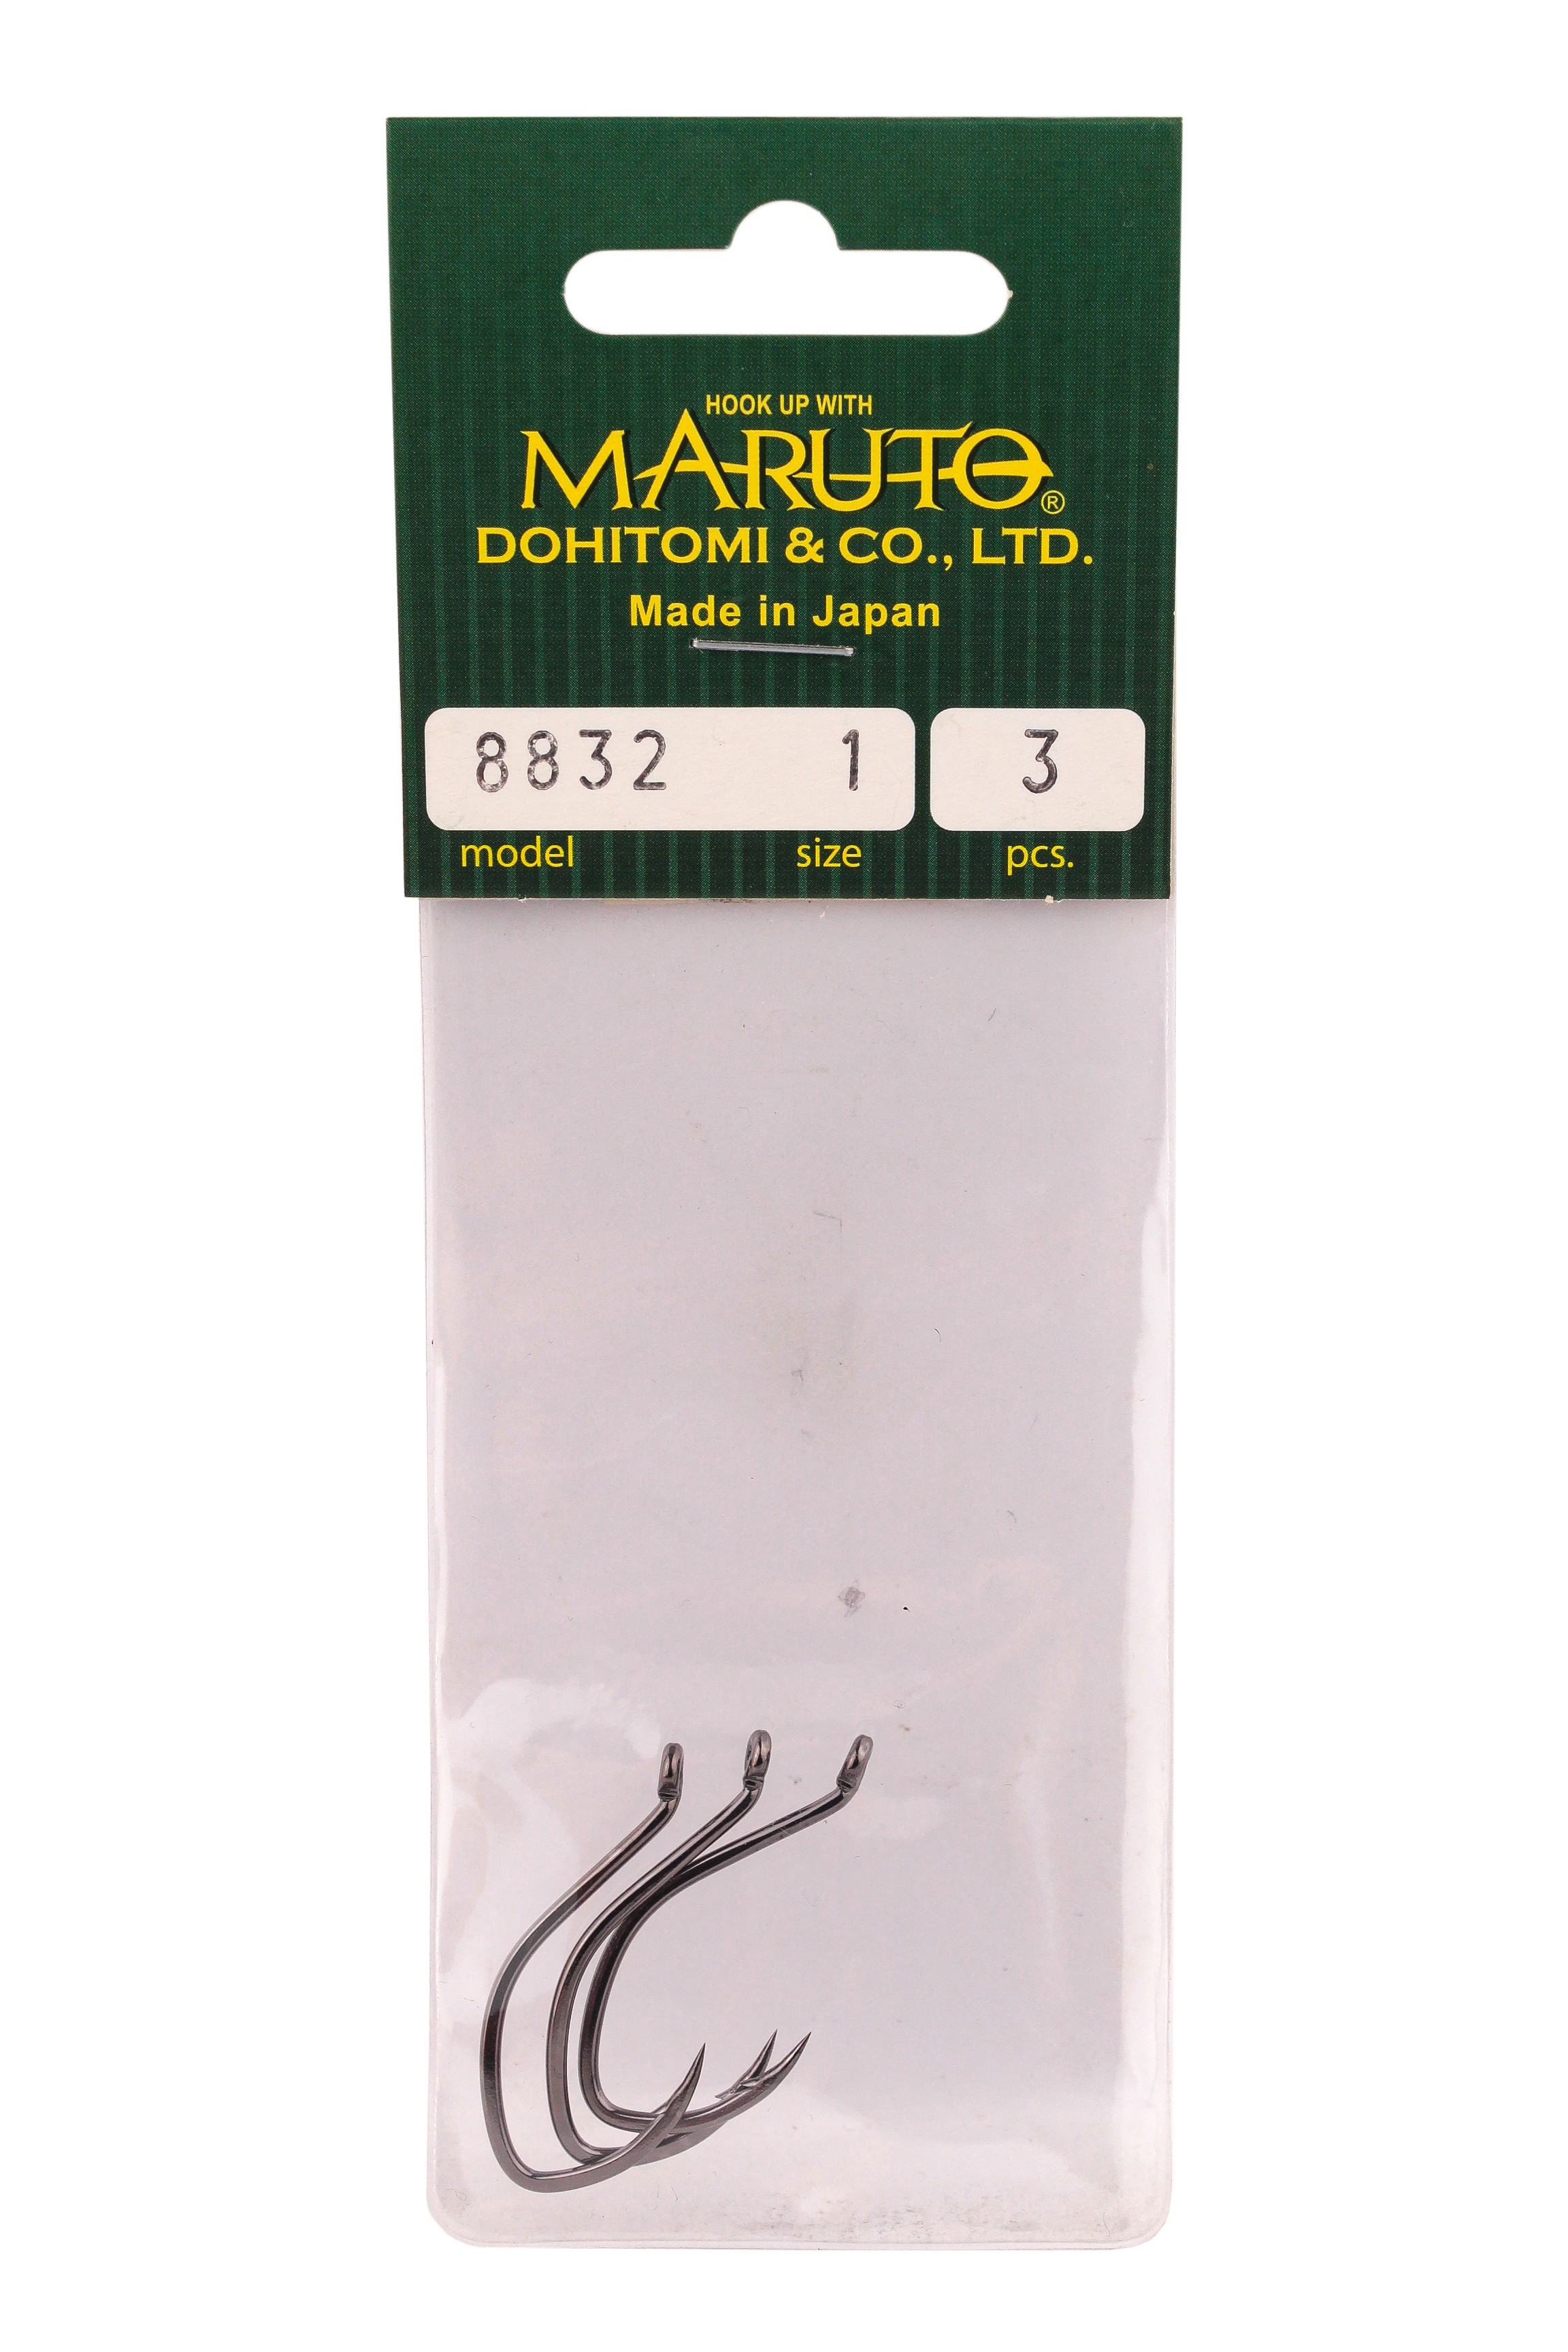 HOOK UP WITH
MARUTO®
DOHITOMI & CO., LTD.
Made in Japan
8832 1 3
model size pcs.